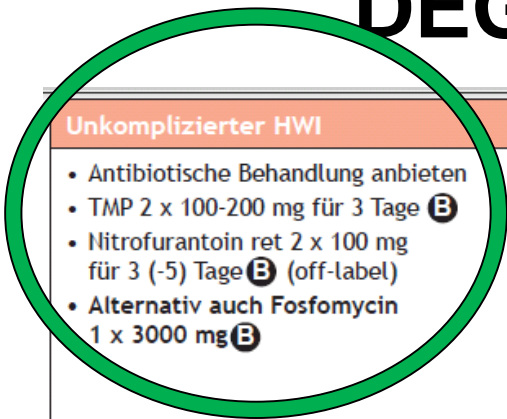 DEG
Unkomplizierter HWI
• Antibiotische Behandlung anbieten
• TMP 2 x 100-200 mg für 3 Tage B
• Nitrofurantoin ret 2 x 100 mg
für 3 (-5) Tage B (off-label)
• Alternativ auch Fosfomycin
1 x 3000 mg B